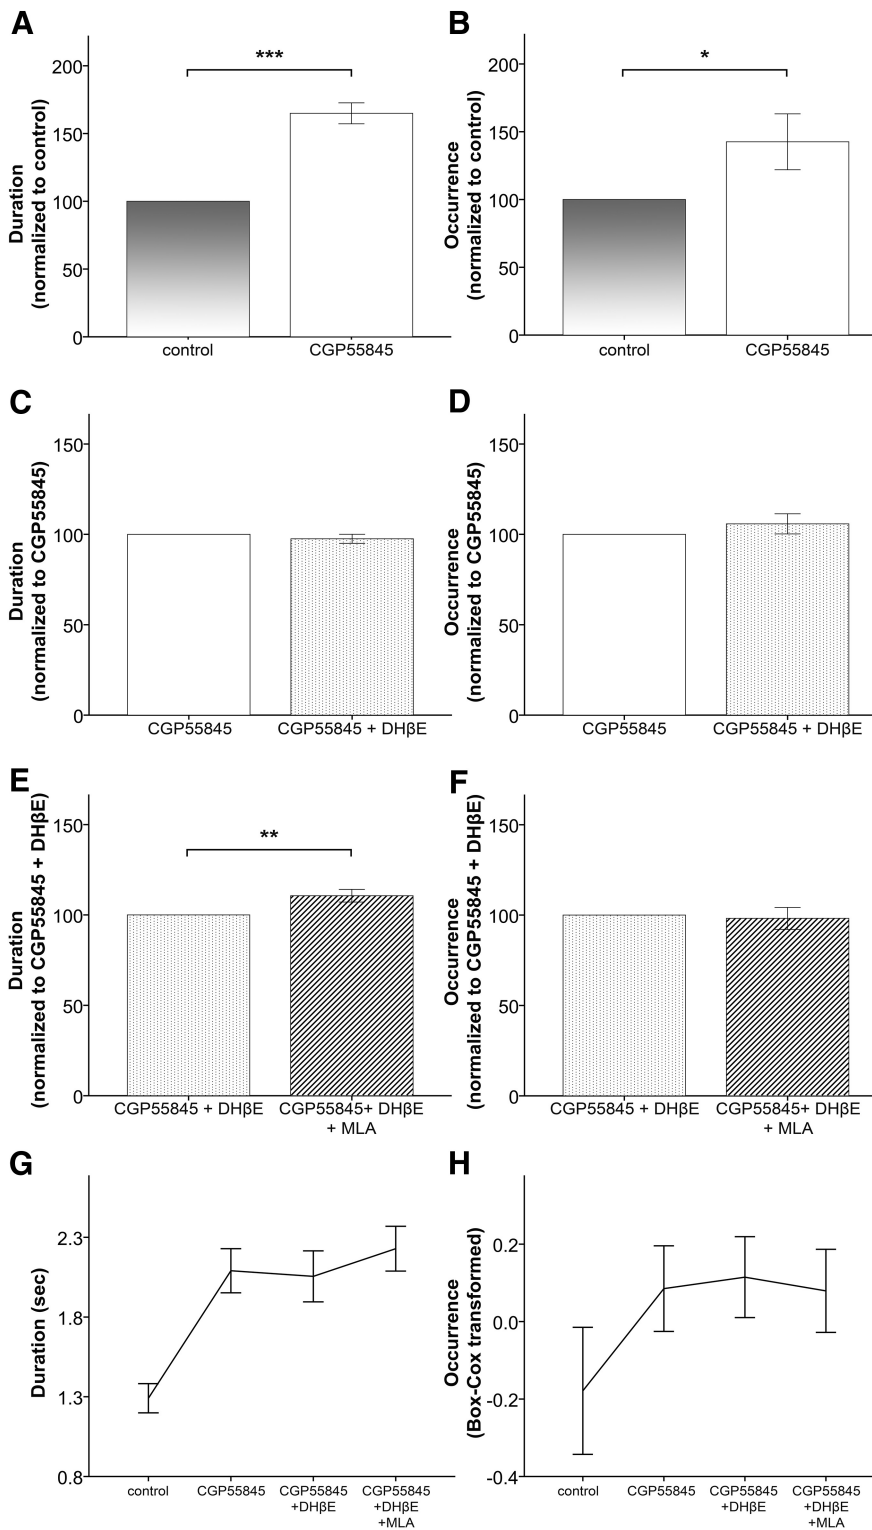 A
Duration
(normalized to control)
200
150
100
50
0
***
control
CGP55845
B
Occurrence
(normalized to control)
200
150
100
50
0
*
control
CGP55845
C
Duration
(normalized to CGP55845)
150
100
50
0
CGP55845
CGP55845 + DHβE
D
Occurrence
(normalized to CGP55845)
150
100
50
0
CGP55845
CGP55845 + DHβE
E
Duration
(normalized to CGP55845 + DHβE)
150
100
50
0
**
CGP55845 + DHβE
CGP55845+ DHβE
+ MLA
F
Occurrence
(normalized to CGP55845 + DHβE)
150
100
50
0
CGP55845 + DHβE
CGP55845+ DHβE
+ MLA
G
Duration (sec)
2.3
1.8
1.3
0.8
control
CGP55845
CGP55845
+DHβE
CGP55845
+DHβE
+MLA
H
Occurrence
(Box-Cox transformed)
0.2
0.0
-0.2
-0.4
control
CGP55845
CGP55845
+DHβE
CGP55845
+DHβE
+MLA